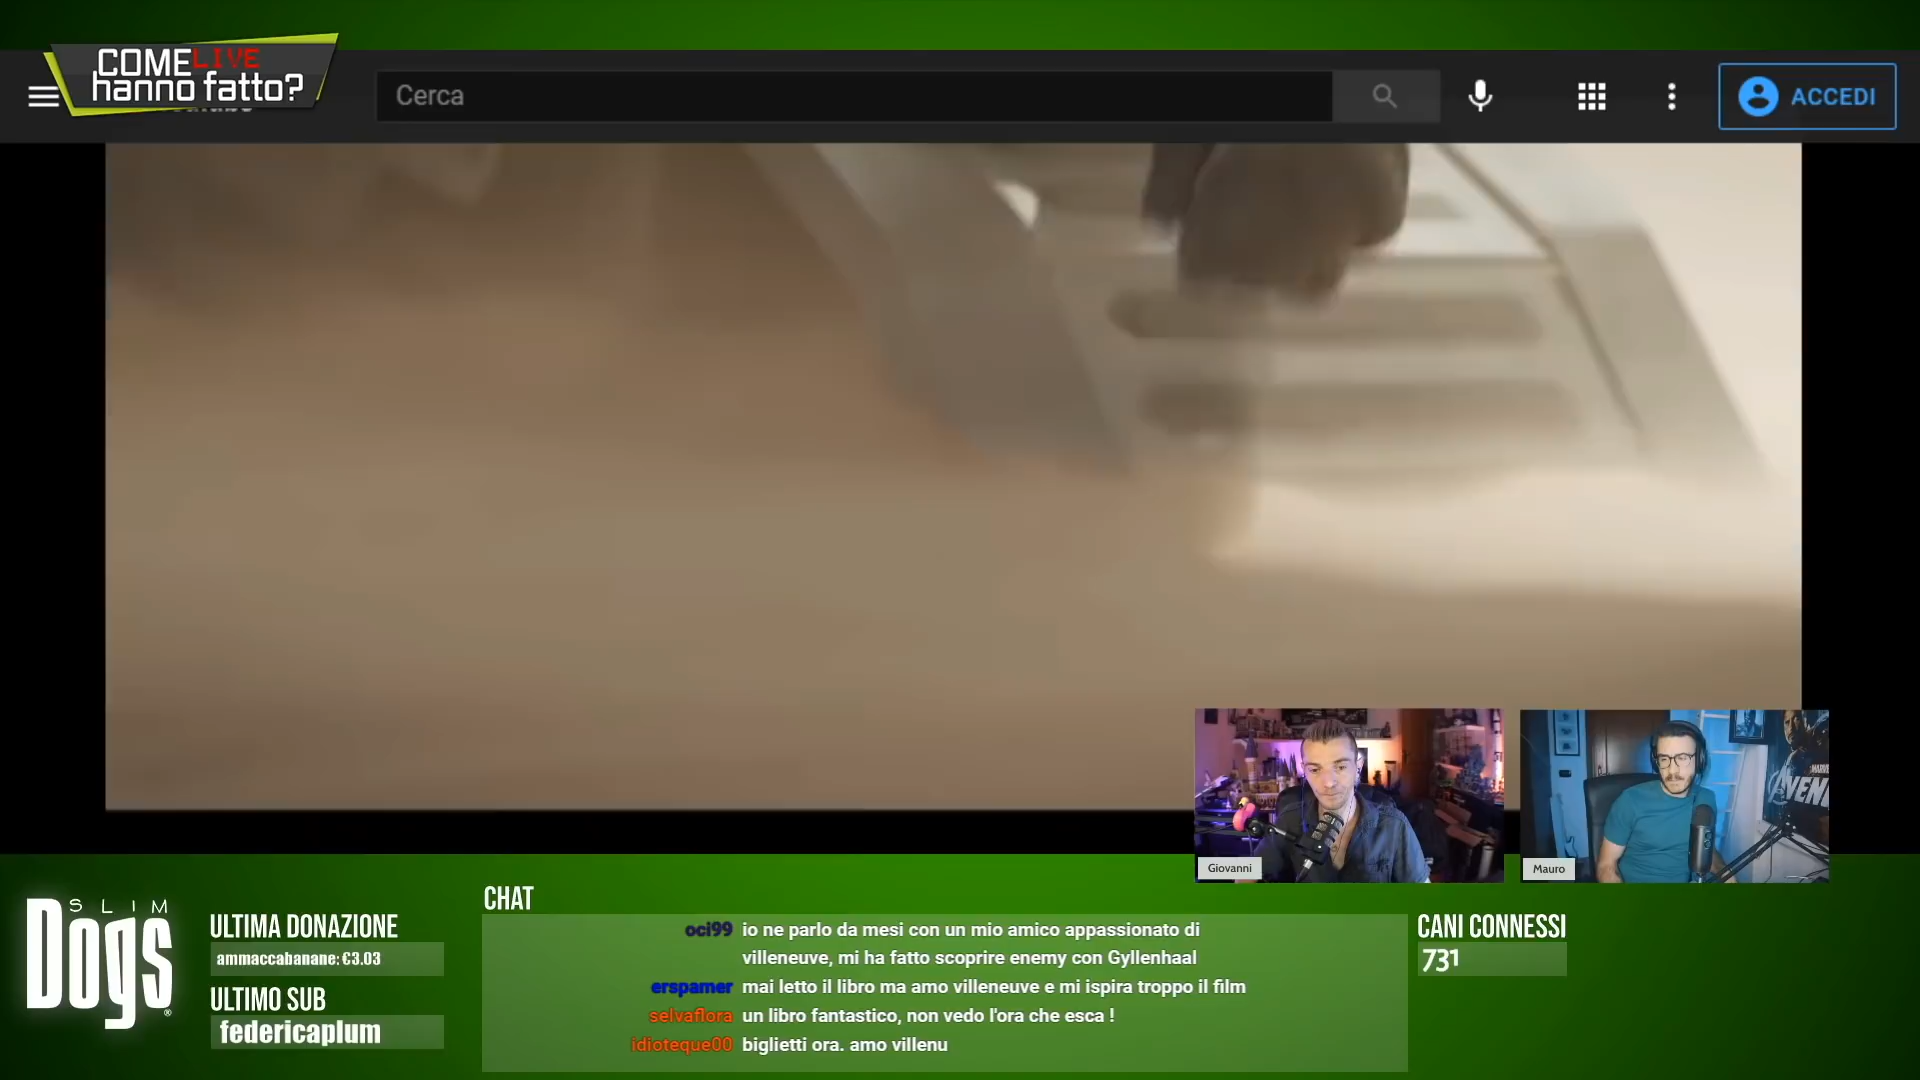 COMELIVE
hanno fatto?
Cerca
ACCEDI
Giovanni
Mauro
AVEN
SLIM
Dogs
ULTIMA DONAZIONE
ammaccabanane: €3.03
ULTIMO SUB
federicaplum
CHAT
oci99 io ne parlo da mesi con un mio amico appassionato di
villeneuve, mi ha fatto scoprire enemy con Gyllenhaal
erspamer mai letto il libro ma amo villeneuve e mi ispira troppo il film
selvaflora un libro fantastico, non vedo l'ora che esca !
idioteque00 biglietti ora. amo villenu
CANI CONNESSI
731